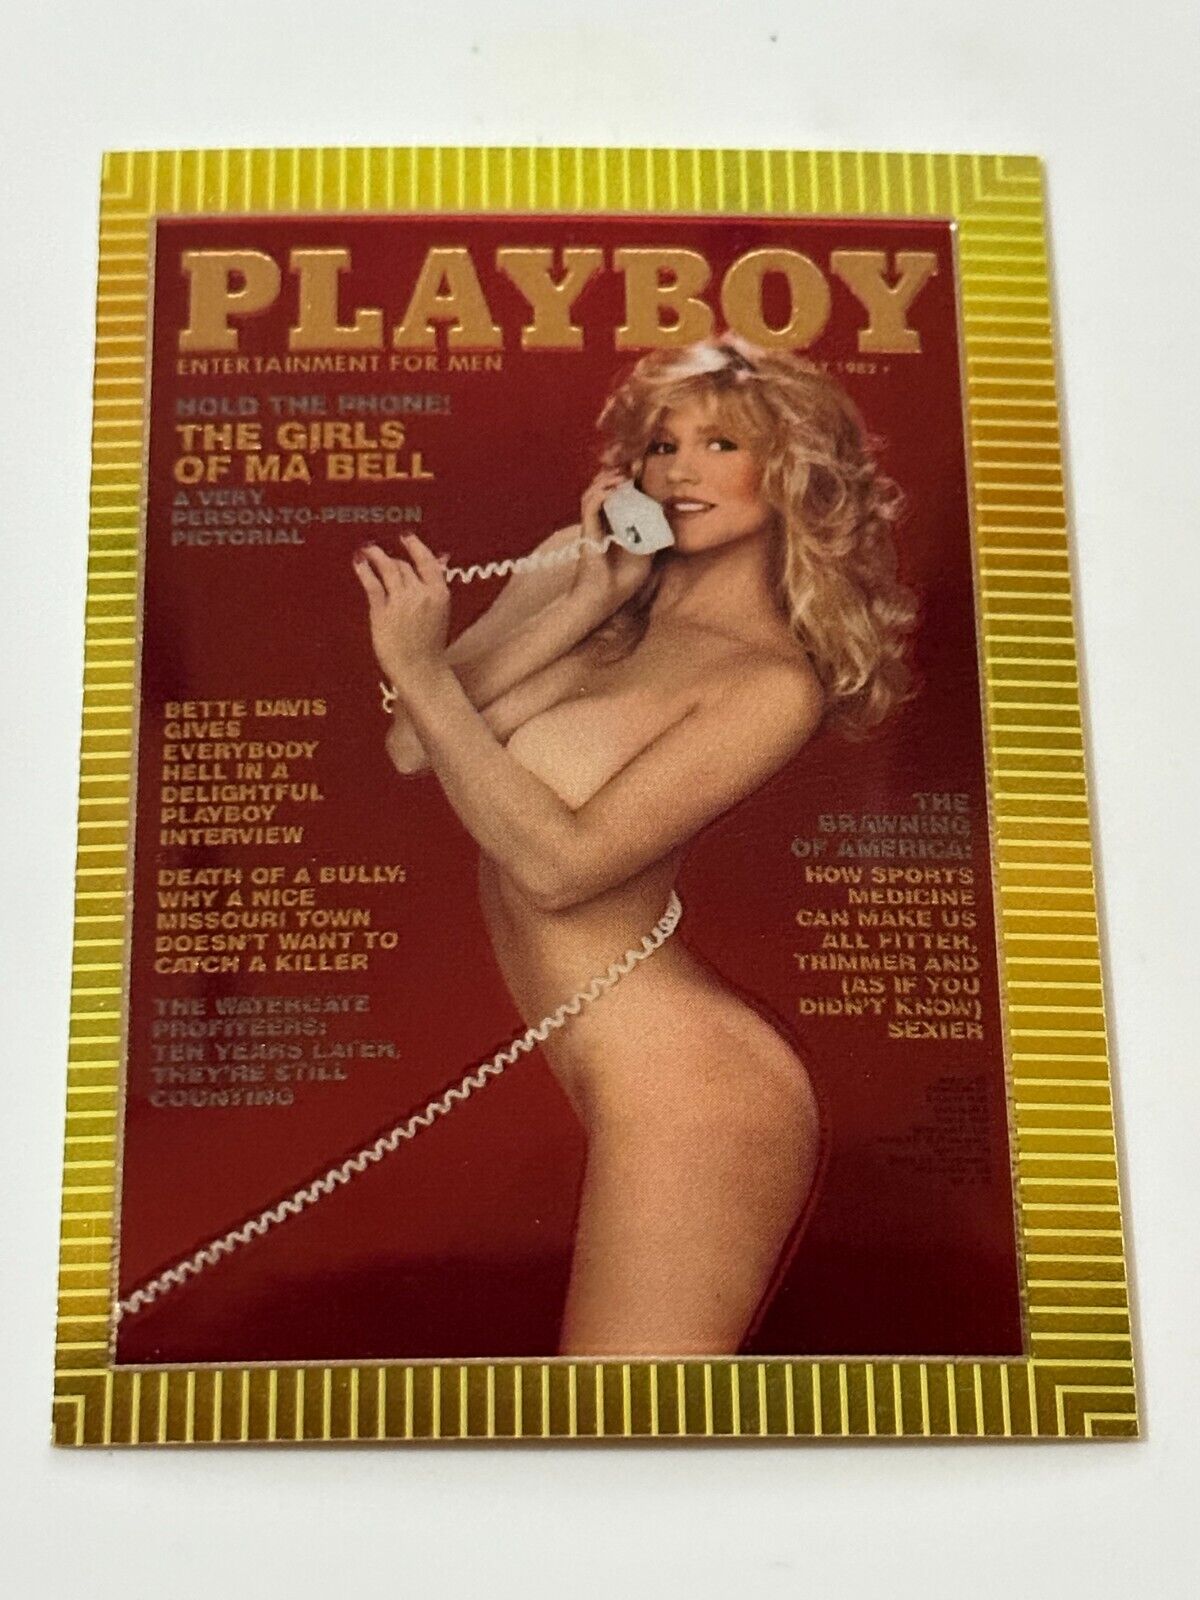 PLAYBOY
ENTERTAINMENT FOR MEN
1982
HOLD THE PHONE!
THE GIRLS
OF MA BELL
A VERY
PERSON-TO-PERSON
PICTORIAL
BETTE DAVIS
GIVES
EVERYBODY
HELL IN A
DELIGHTFUL
PLAYBOY
INTERVIEW
DEATH OF A BULLY:
WHY A NICE
MISSOURI TOWN
DOESN'T WANT TO
CATCH A KILLER
THE WATERGATE
PROFITEERS:
TEN YEARS LATER,
THEY'RE STILL
COUNTING
THE
BRAWNING
OF AMERICA:
HOW SPORTS
MEDICINE
CAN MAKE US
ALL FITTER,
TRIMMER AND
(AS IF YOU
DIDN'T KNOW)
SEXIER